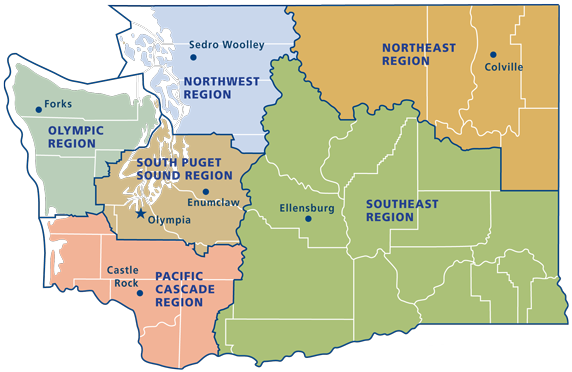 Sedro Woolley
NORTHWEST
REGION
NORTHEAST
REGION
Colville
Forks
OLYMPIC
REGION
SOUTH PUGET
SOUND REGION
Enumclaw
Olympia
Ellensburg
SOUTHEAST
REGION
Castle
Rock
PACIFIC
CASCADE
REGION